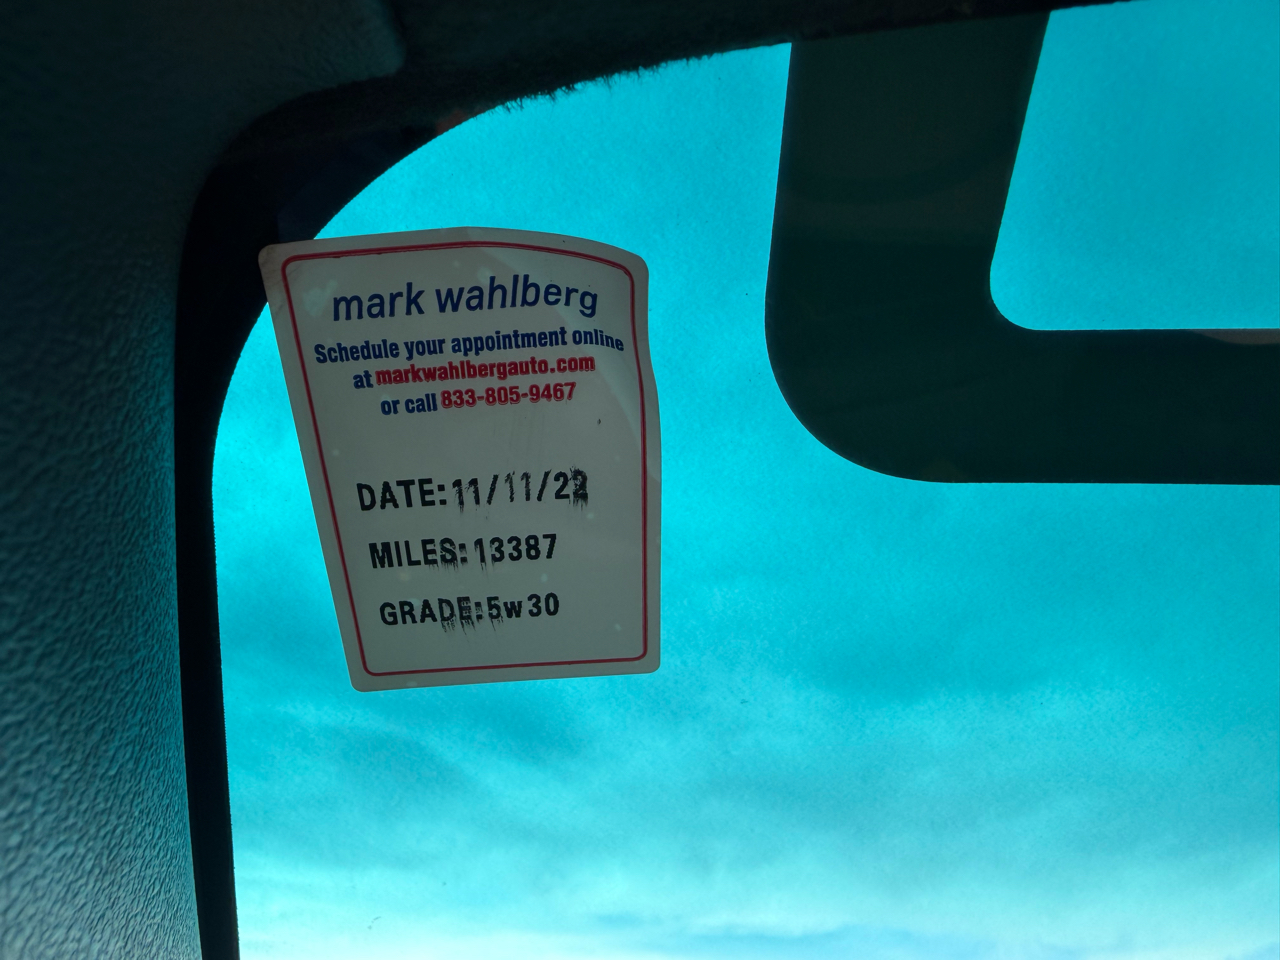 mark wahlberg
Schedule your appointment online
at markwahlbergauto.com
or call 833-805-9467
DATE:11/11/22
MILES:13387
GRADE:5w30